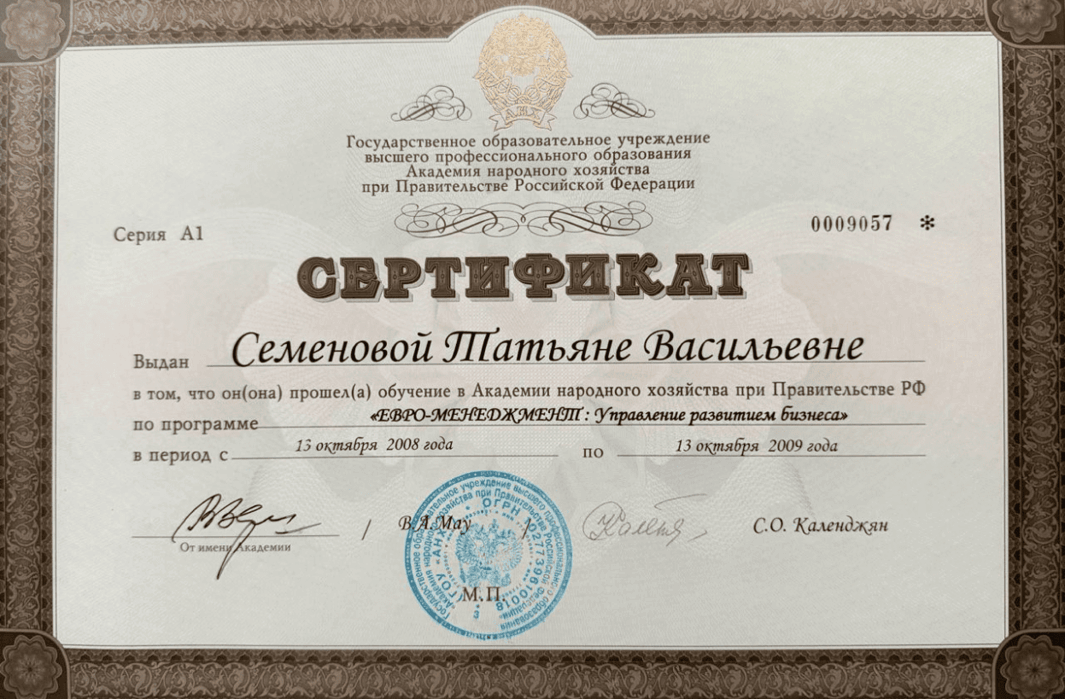 АНХ
Государственное образовательное учреждение
высшего профессионального образования
Академия народного хозяйства
при Правительстве Российской Федерации
Серия А1
0009057 *
СЕРТИФИКАТ
Выдан Семеновой Татьяне Васильевне
в том, что он(она) прошел(а) обучение в Академии народного хозяйства при Правительстве РФ
по программе «ЕВРО-МЕНЕДЖМЕНТ: Управление развитием бизнеса»
в период с 13 октября 2008 года по 13 октября 2009 года
/ В.А.Мау / С.О. Календжян
От имени Академии
М.П.